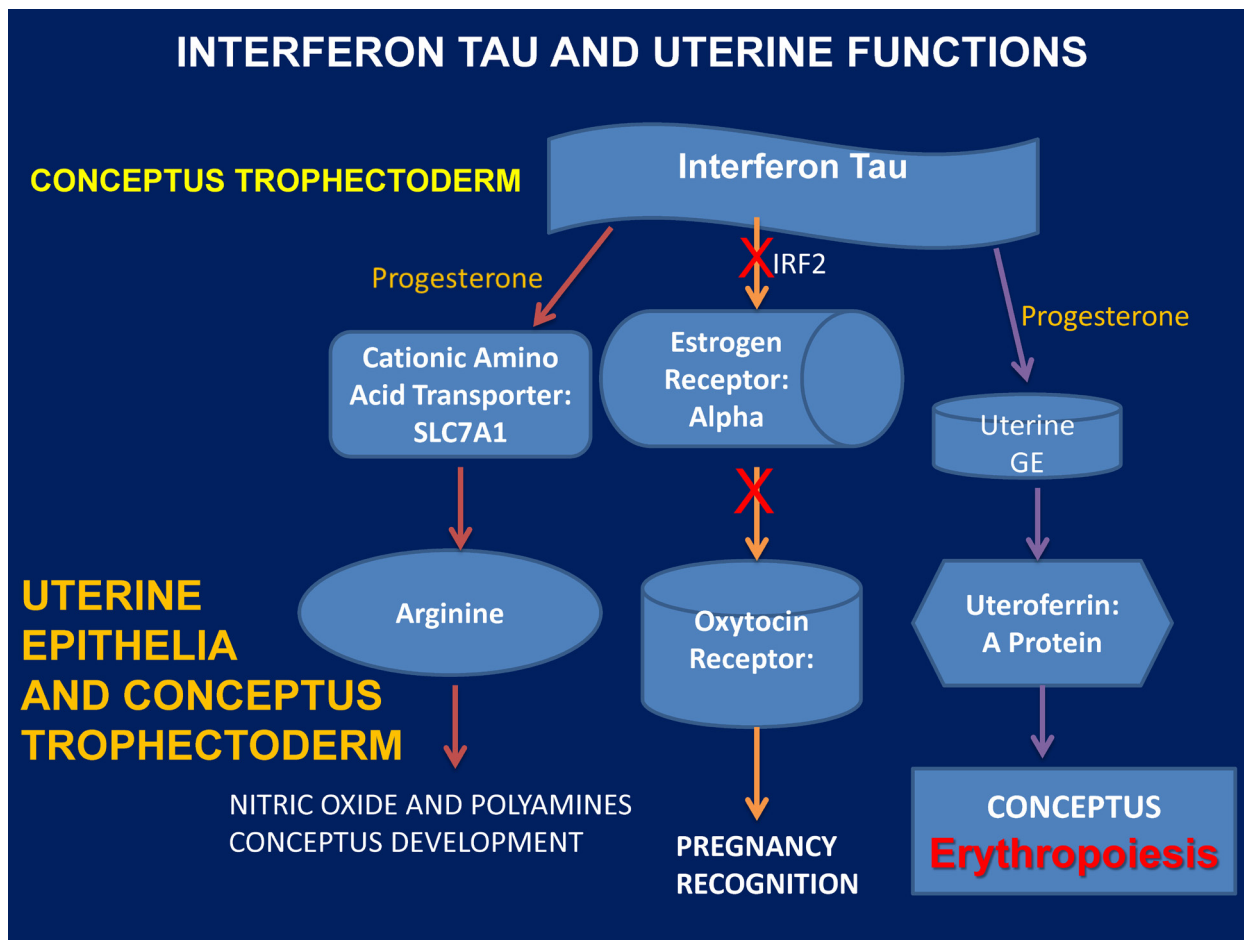 INTERFERON TAU AND UTERINE FUNCTIONS
CONCEPTUS TROPHECTODERM
Interferon Tau
Progesterone
X IRF2
Progesterone
Cationic Amino
Acid Transporter:
SLC7A1
Estrogen
Receptor:
Alpha
Uterine
GE
X
UTERINE
EPITHELIA
AND CONCEPTUS
TROPHECTODERM
Arginine
Oxytocin
Receptor:
Uteroferrin:
A Protein
NITRIC OXIDE AND POLYAMINES
CONCEPTUS DEVELOPMENT
PREGNANCY
RECOGNITION
CONCEPTUS
Erythropoiesis